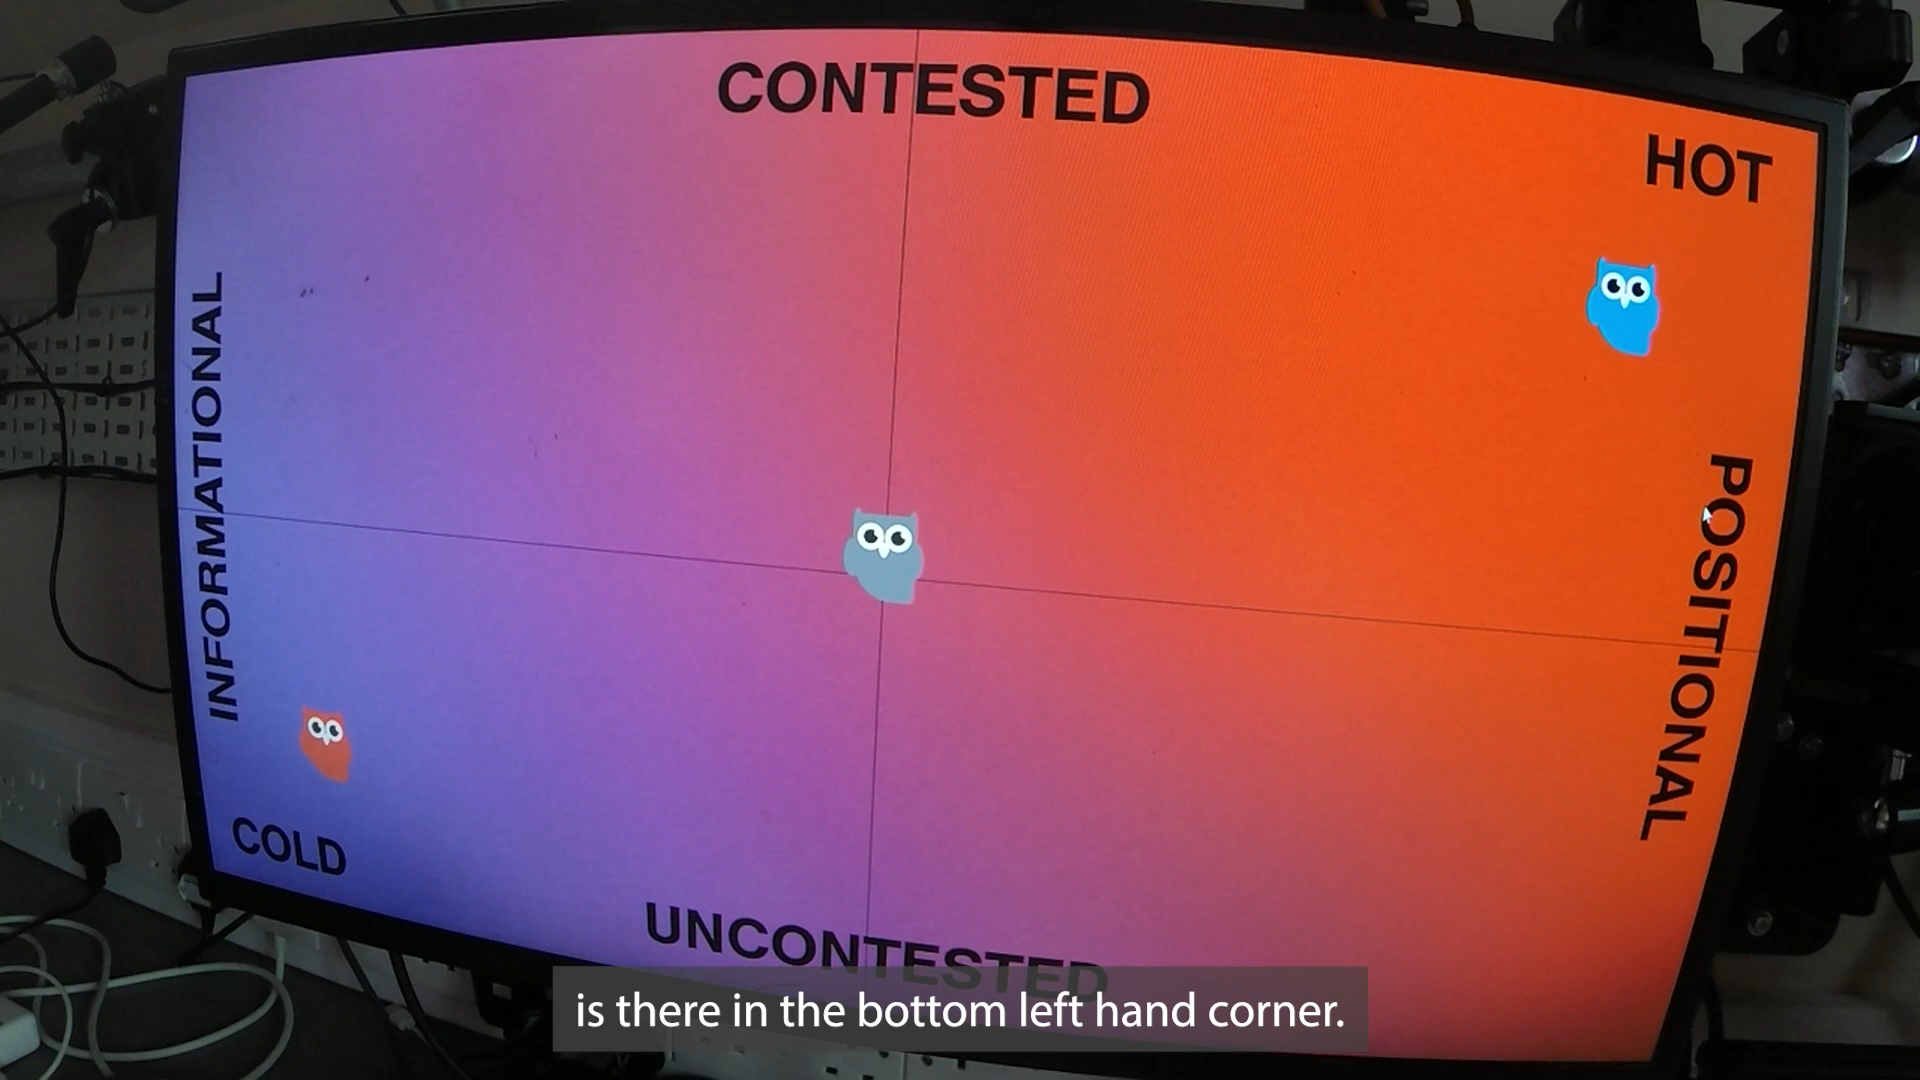 CONTESTED
HOT
INFORMATIONAL
POSITIONAL
COLD
UNCONTESTED
is there in the bottom left hand corner.